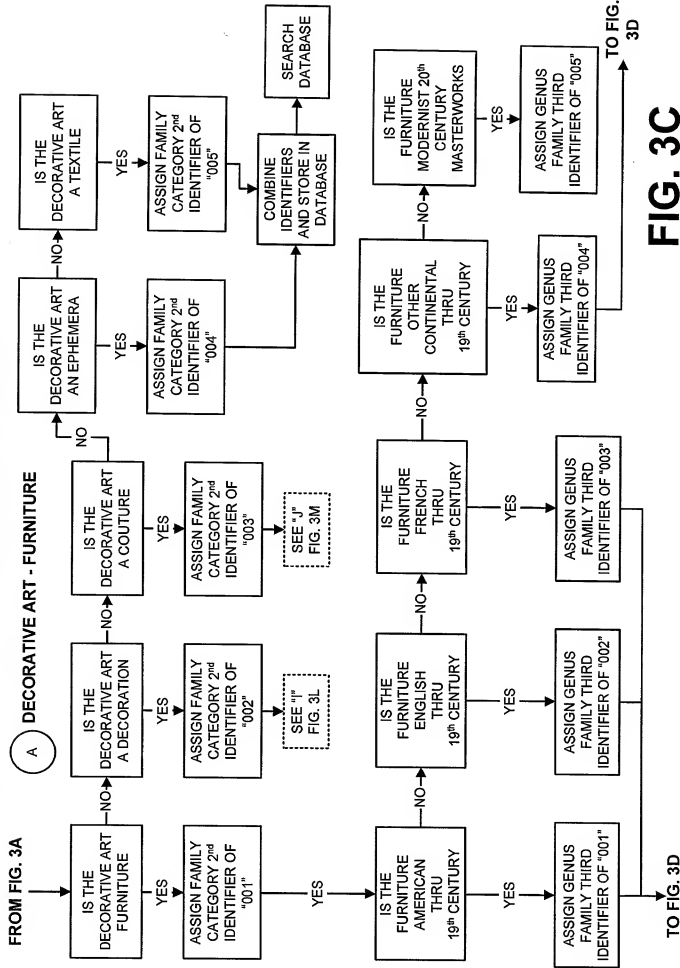 FROM FIG. 3A
A
DECORATIVE ART - FURNITURE
IS THE
DECORATIVE ART
FURNITURE
NO
IS THE
DECORATIVE ART
A DECORATION
NO
IS THE
DECORATIVE ART
A COUTURE
NO
IS THE
DECORATIVE ART
AN EPHEMERA
NO
IS THE
DECORATIVE ART
A TEXTILE
YES
YES
YES
YES
YES
ASSIGN FAMILY
CATEGORY 2nd
IDENTIFIER OF
"001"
ASSIGN FAMILY
CATEGORY 2nd
IDENTIFIER OF
"002"
ASSIGN FAMILY
CATEGORY 2nd
IDENTIFIER OF
"003"
ASSIGN FAMILY
CATEGORY 2nd
IDENTIFIER OF
"004"
ASSIGN FAMILY
CATEGORY 2nd
IDENTIFIER OF
"005"
SEE "I"
FIG. 3L
SEE "J"
FIG. 3M
COMBINE
IDENTIFIERS
AND STORE IN
DATABASE
SEARCH
DATABASE
YES
IS THE
FURNITURE
AMERICAN
THRU
19th CENTURY
NO
IS THE
FURNITURE
ENGLISH
THRU
19th CENTURY
NO
IS THE
FURNITURE
FRENCH
THRU
19th CENTURY
NO
IS THE
FURNITURE
OTHER
CONTINENTAL
THRU
19th CENTURY
NO
IS THE
FURNITURE
MODERNIST 20th
CENTURY
MASTERWORKS
YES
YES
YES
YES
YES
ASSIGN GENUS
FAMILY THIRD
IDENTIFIER OF "001"
ASSIGN GENUS
FAMILY THIRD
IDENTIFIER OF "002"
ASSIGN GENUS
FAMILY THIRD
IDENTIFIER OF "003"
ASSIGN GENUS
FAMILY THIRD
IDENTIFIER OF "004"
ASSIGN GENUS
FAMILY THIRD
IDENTIFIER OF "005"
TO FIG. 3D
TO FIG.
3D
FIG. 3C